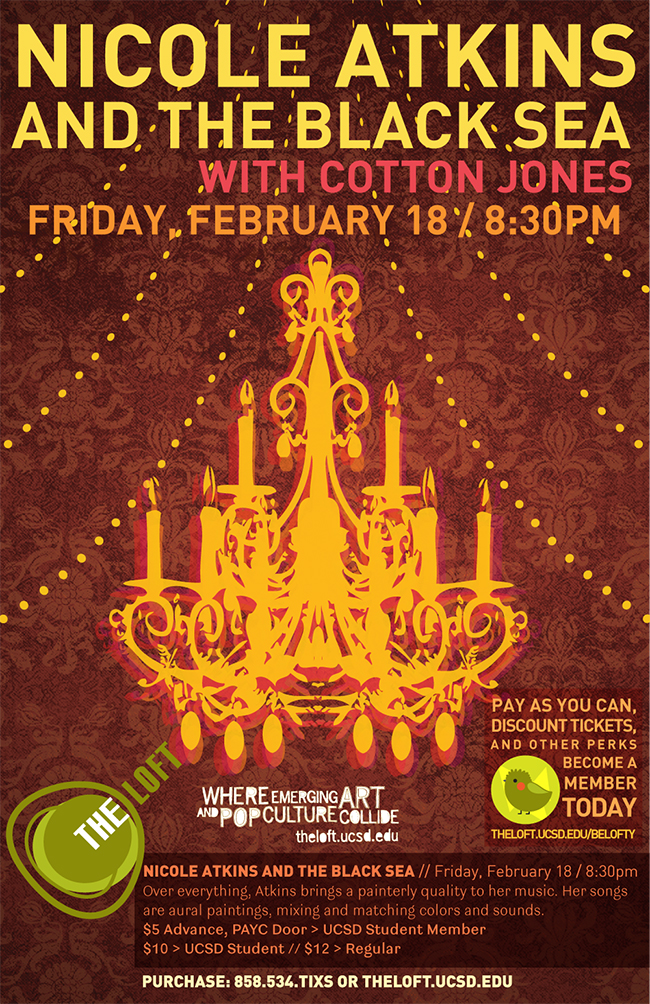 NICOLE ATKINS
AND THE BLACK SEA
WITH COTTON JONES
FRIDAY, FEBRUARY 18 / 8:30PM
PAY AS YOU CAN,
DISCOUNT TICKETS,
AND OTHER PERKS
BECOME A
MEMBER
TODAY
THELOFT.UCSD.EDU/BELOFTY
THE LOFT
WHERE EMERGING ART
AND POP CULTURE COLLIDE
theloft.ucsd.edu
NICOLE ATKINS AND THE BLACK SEA // Friday, February 18 / 8:30pm
Over everything, Atkins brings a painterly quality to her music. Her songs
are aural paintings, mixing and matching colors and sounds.
$5 Advance, PAYC Door > UCSD Student Member
$10 > UCSD Student // $12 > Regular
PURCHASE: 858.534.TIXS OR THELOFT.UCSD.EDU